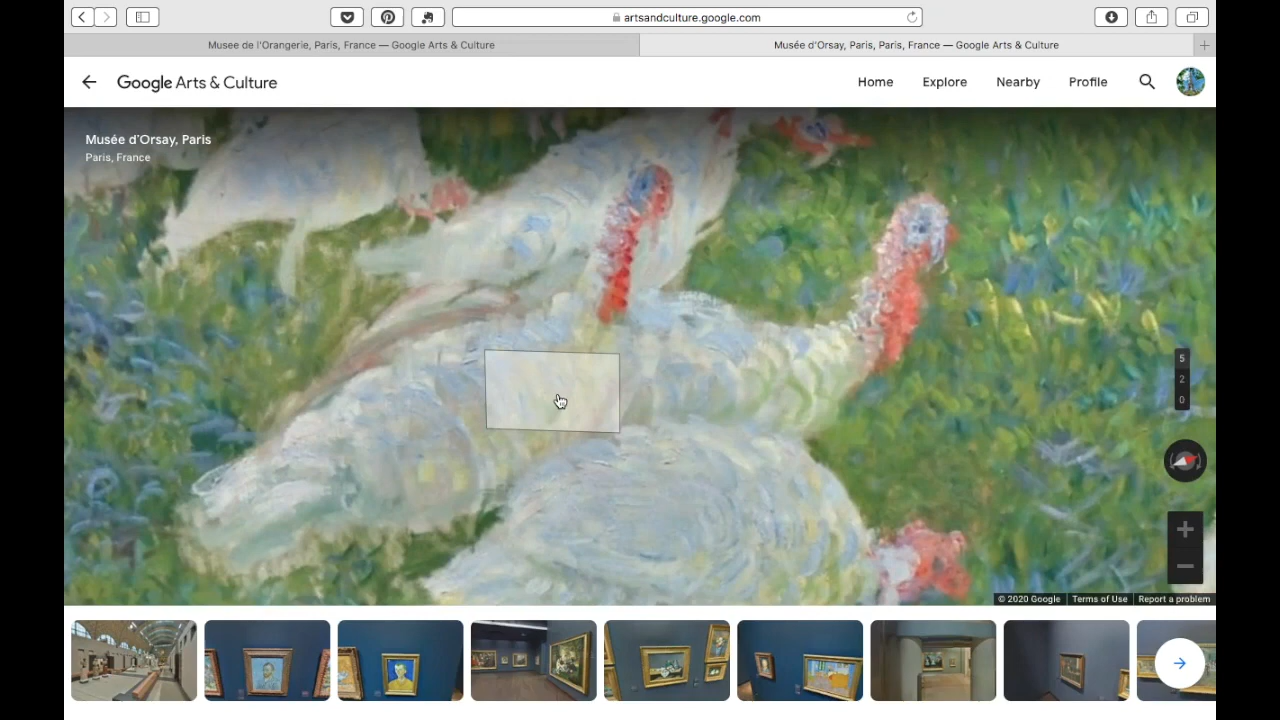 artsandculture.google.com
Musee de l'Orangerie, Paris, France — Google Arts & Culture
Musée d'Orsay, Paris, Paris, France — Google Arts & Culture
Google Arts & Culture
Home
Explore
Nearby
Profile
Musée d'Orsay, Paris
Paris, France
5
2
0
© 2020 Google
Terms of Use
Report a problem